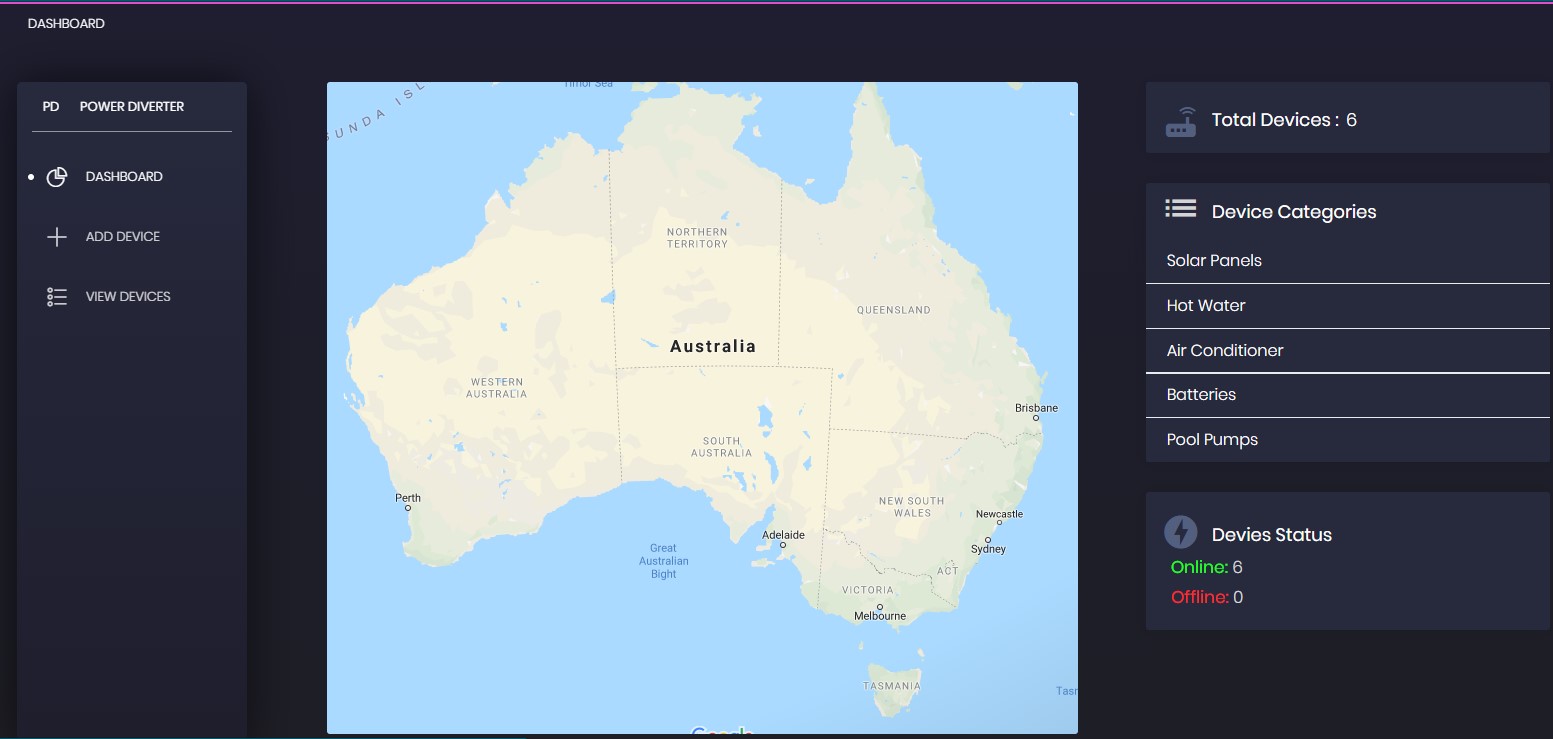 DASHBOARD
PD POWER DIVERTER
DASHBOARD
ADD DEVICE
VIEW DEVICES
Timor Sea
UNDA ISL
NORTHERN
TERRITORY
QUEENSLAND
Australia
WESTERN
AUSTRALIA
Brisbane
SOUTH
AUSTRALIA
Perth
NEW SOUTH
WALES
Newcastle
Adelaide
Sydney
Great
Australian
Bight
ACT
VICTORIA
Melbourne
TASMANIA
Tasr
Google
Total Devices : 6
Device Categories
Solar Panels
Hot Water
Air Conditioner
Batteries
Pool Pumps
Devies Status
Online: 6
Offline: 0